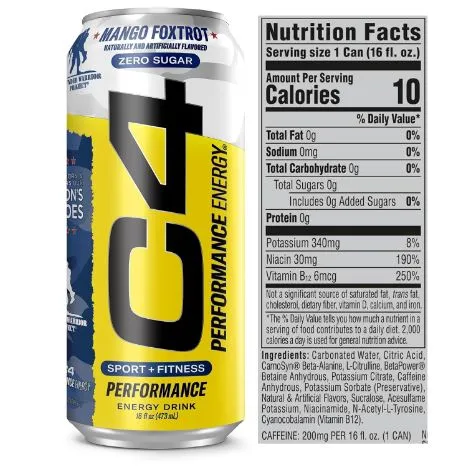 MANGO FOXTROT
NATURALLY AND ARTIFICIALLY FLAVORED
ZERO SUGAR
WARRIOR
PROJECT
C4
PERFORMANCE ENERGY
SPORT + FITNESS
PERFORMANCE
ENERGY DRINK
16 fl oz (473mL)
Nutrition Facts
Serving size 1 Can (16 fl. oz.)
Amount Per Serving
Calories 10
% Daily Value*
Total Fat 0g 0%
Sodium 0mg 0%
Total Carbohydrate 0g 0%
Total Sugars 0g
Includes 0g Added Sugars 0%
Protein 0g
Potassium 340mg 8%
Niacin 30mg 190%
Vitamin B12 6mcg 250%
Not a significant source of saturated fat, trans fat,
cholesterol, dietary fiber, vitamin D, calcium, and iron.
*The % Daily Value tells you how much a nutrient in a
serving of food contributes to a daily diet. 2,000
calories a day is used for general nutrition advice.
Ingredients: Carbonated Water, Citric Acid,
CarnoSyn® Beta-Alanine, L-Citrulline, BetaPower®
Betaine Anhydrous, Potassium Citrate, Caffeine
Anhydrous, Potassium Sorbate (Preservative),
Natural & Artificial Flavors, Sucralose, Acesulfame
Potassium, Niacinamide, N-Acetyl-L-Tyrosine,
Cyanocobalamin (Vitamin B12).
CAFFEINE: 200mg PER 16 fl. oz. (1 CAN)